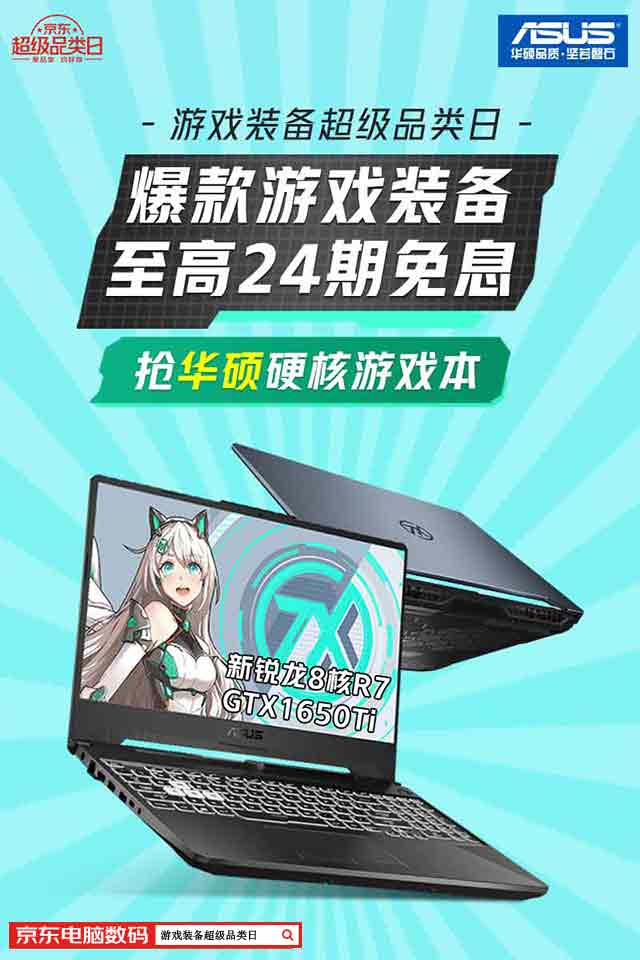 京东
超级品类日
ASUS
华硕品质·坚若磐石
- 游戏装备超级品类日 -
爆款游戏装备
至高24期免息
抢华硕硬核游戏本
TX
新锐龙8核R7
GTX1650Ti
ASUS
京东电脑数码
游戏装备超级品类日